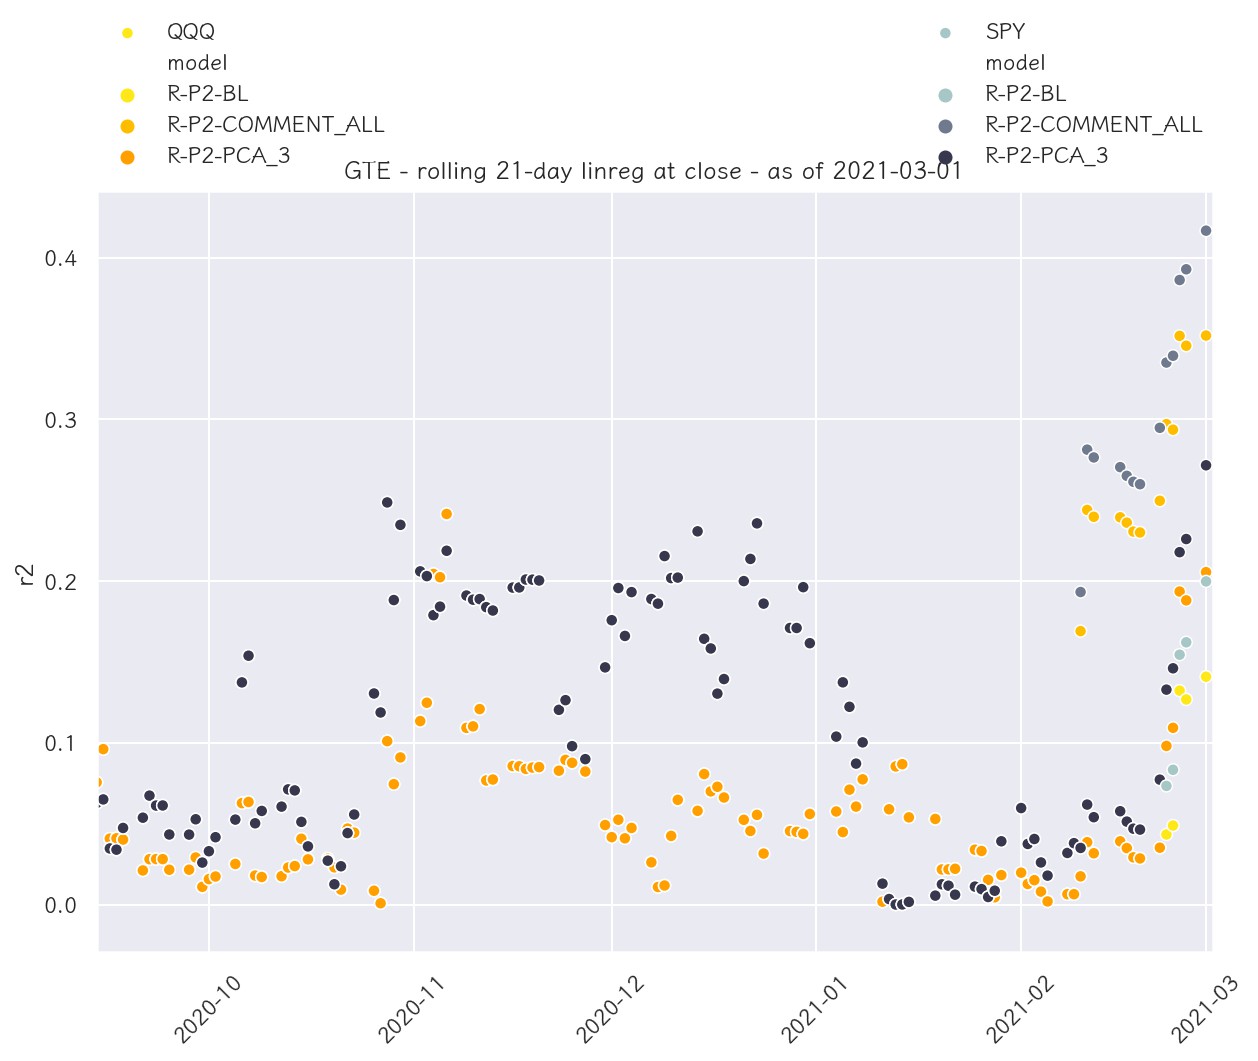 QQQ
model
R-P2-BL
R-P2-COMMENT_ALL
R-P2-PCA_3
SPY
model
R-P2-BL
R-P2-COMMENT_ALL
R-P2-PCA_3
GTE - rolling 21-day linreg at close - as of 2021-03-01
r2
0.4
0.3
0.2
0.1
0.0
2020-10
2020-11
2020-12
2021-01
2021-02
2021-03